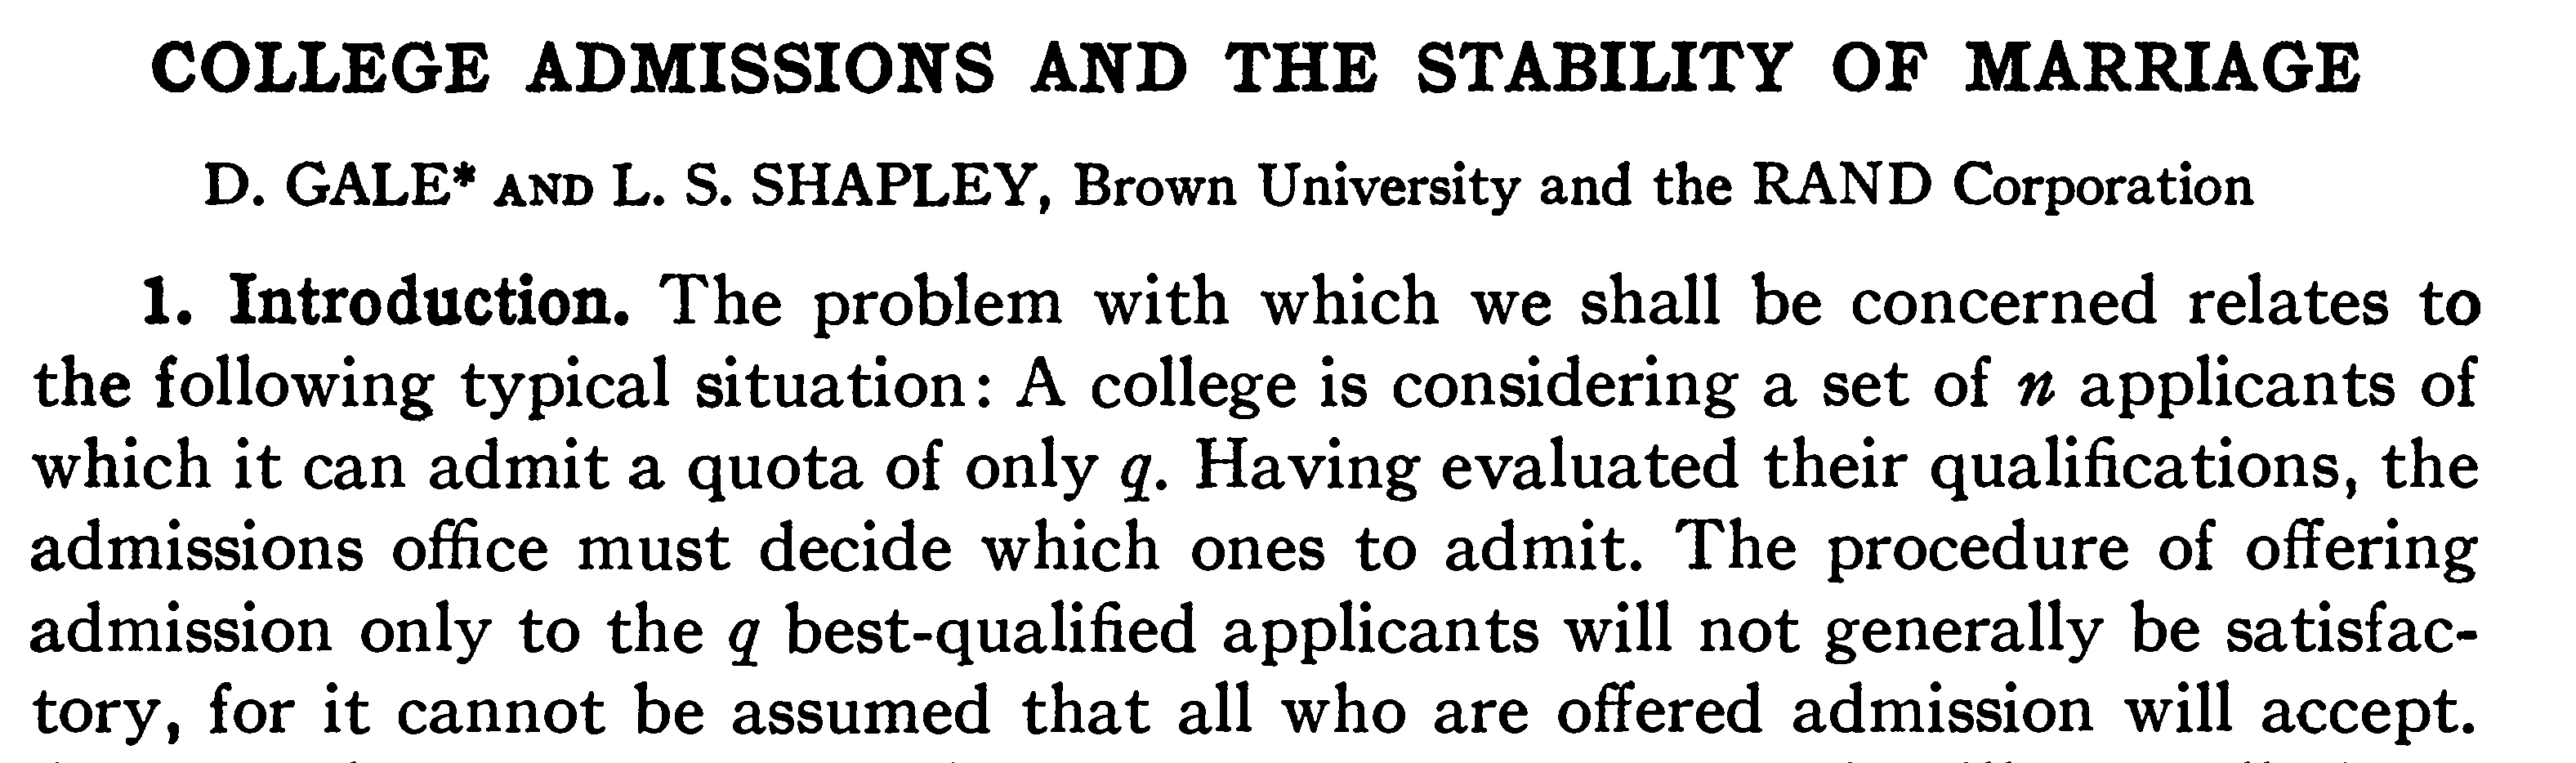 COLLEGE ADMISSIONS AND THE STABILITY OF MARRIAGE
D. GALE* AND L. S. SHAPLEY, Brown University and the RAND Corporation
1. Introduction. The problem with which we shall be concerned relates to
the following typical situation: A college is considering a set of n applicants of
which it can admit a quota of only q. Having evaluated their qualifications, the
admissions office must decide which ones to admit. The procedure of offering
admission only to the q best-qualified applicants will not generally be satisfac-
tory, for it cannot be assumed that all who are offered admission will accept.